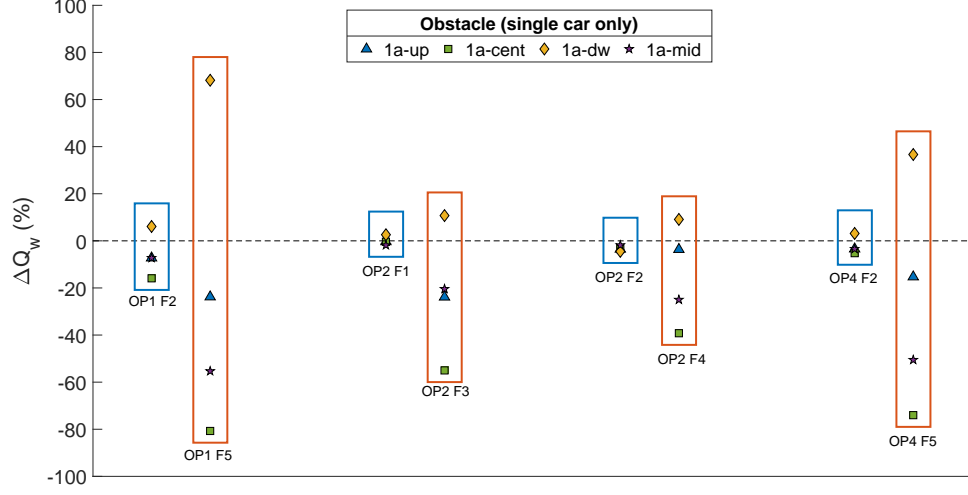 Obstacle (single car only)
1a-up 1a-cent 1a-dw 1a-mid
ΔQ_w (%)
100
80
60
40
20
0
-20
-40
-60
-80
-100
OP1 F2
OP1 F5
OP2 F1
OP2 F3
OP2 F2
OP2 F4
OP4 F2
OP4 F5